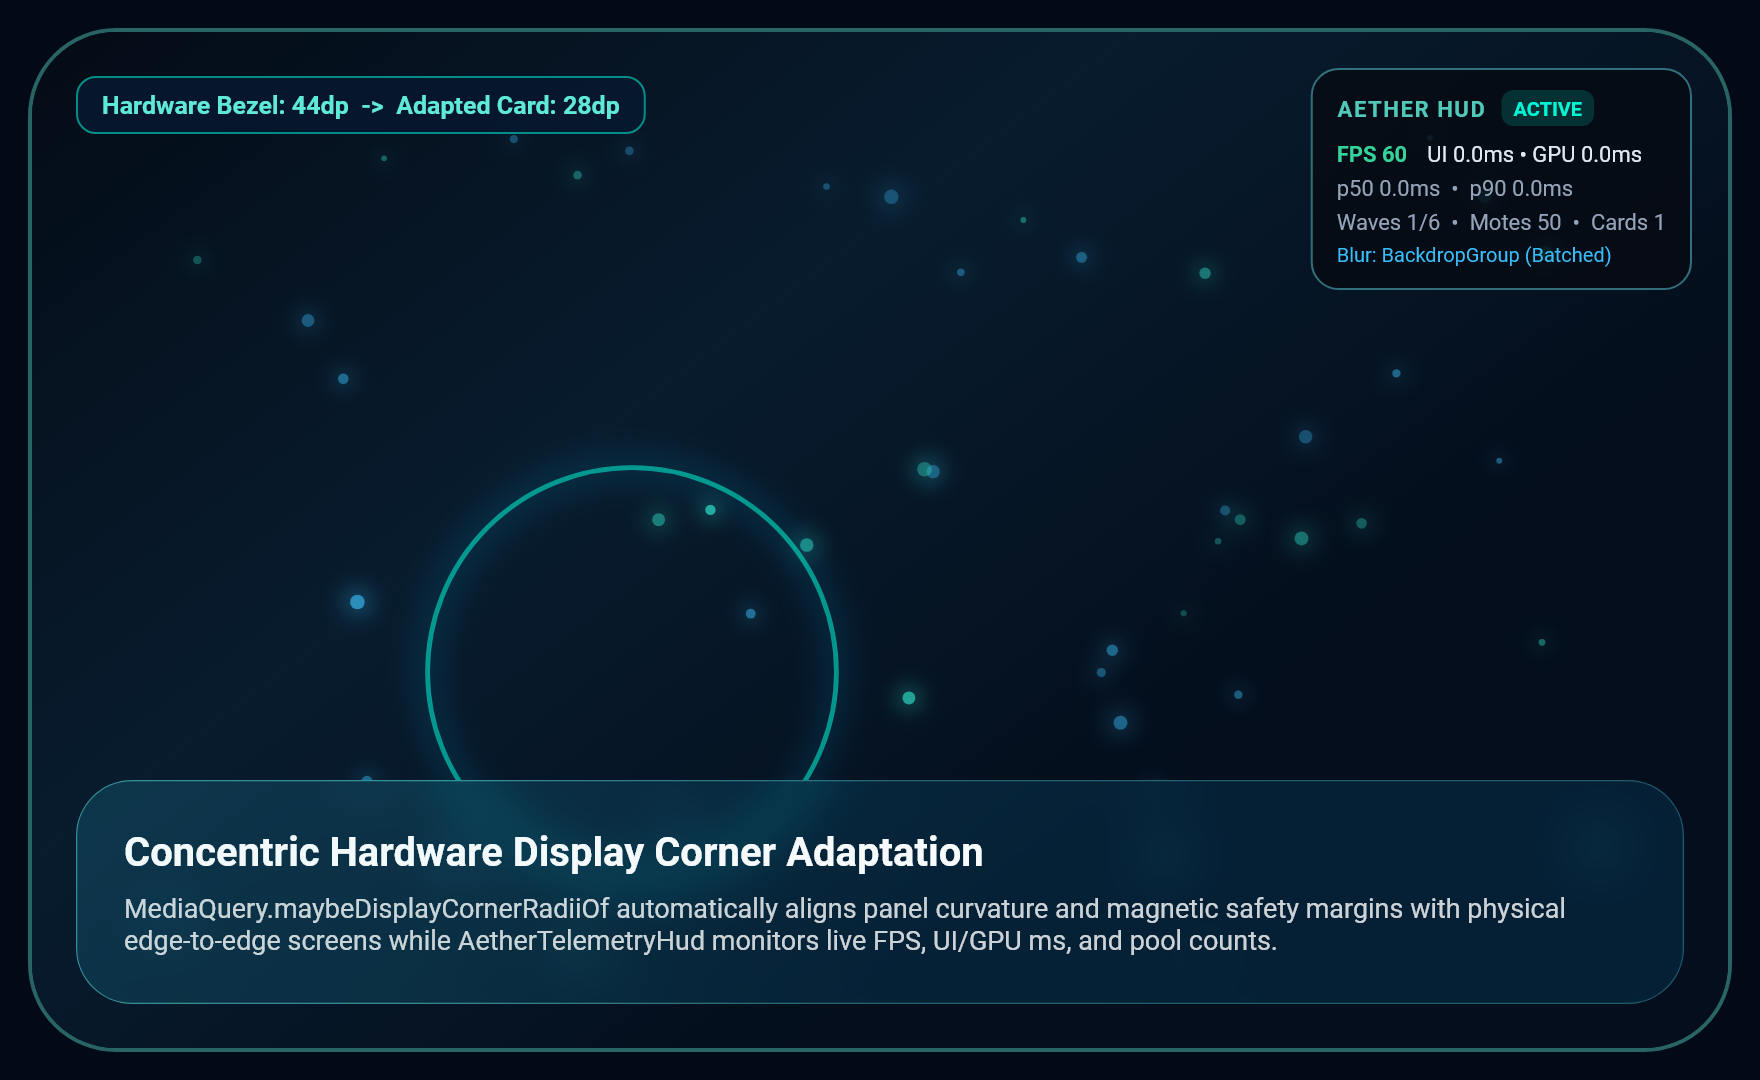 Hardware Bezel: 44dp -> Adapted Card: 28dp
AETHER HUD ACTIVE
FPS 60 UI 0.0ms • GPU 0.0ms
p50 0.0ms • p90 0.0ms
Waves 1/6 • Motes 50 • Cards 1
Blur: BackdropGroup (Batched)
Concentric Hardware Display Corner Adaptation
MediaQuery.maybeDisplayCornerRadiiOf automatically aligns panel curvature and magnetic safety margins with physical
edge-to-edge screens while AetherTelemetryHud monitors live FPS, UI/GPU ms, and pool counts.